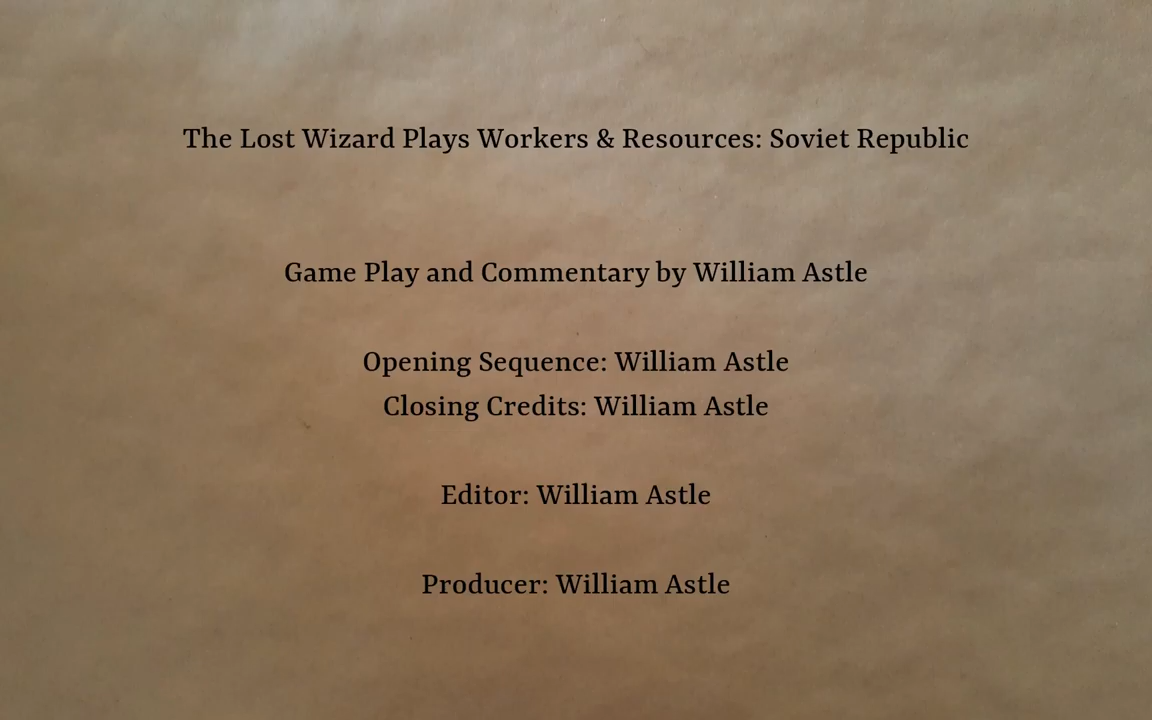 The Lost Wizard Plays Workers & Resources: Soviet Republic
Game Play and Commentary by William Astle
Opening Sequence: William Astle
Closing Credits: William Astle
Editor: William Astle
Producer: William Astle